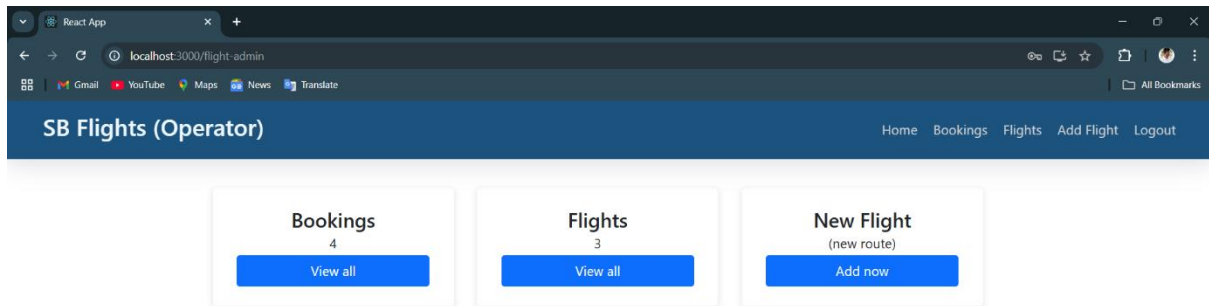 React App
localhost:3000/flight-admin
Gmail YouTube Maps News Translate All Bookmarks
SB Flights (Operator) Home Bookings Flights Add Flight Logout
Bookings Flights New Flight
4 3 (new route)
View all View all Add now